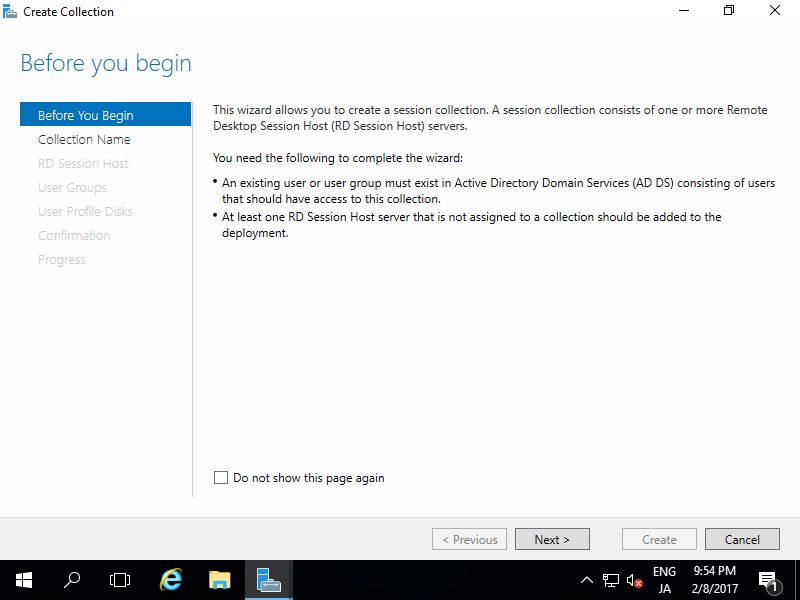 Create Collection
Before you begin
Before You Begin
Collection Name
RD Session Host
User Groups
User Profile Disks
Confirmation
Progress
This wizard allows you to create a session collection. A session collection consists of one or more Remote
Desktop Session Host (RD Session Host) servers.
You need the following to complete the wizard:
• An existing user or user group must exist in Active Directory Domain Services (AD DS) consisting of users
that should have access to this collection.
• At least one RD Session Host server that is not assigned to a collection should be added to the
deployment.
Do not show this page again
< Previous
Next >
Create
Cancel
ENG
JA
9:54 PM
2/8/2017
1